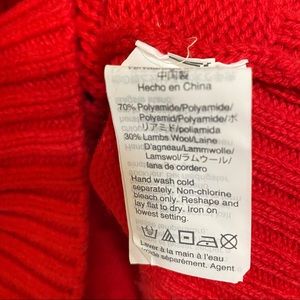 中国製
Hecho en China
70% Polyamide/Polyamide/
Polyamid/Polyamide/ポ
リアミド/poliamida
30% Lambs Wool/Laine
D'agneau/Lammwolle/
Lamswol/ラムウール/
lana de cordero
Hand wash cold
separately. Non-chlorine
bleach only. Reshape and
lay flat to dry. Iron on
lowest setting.
Laver à la main à l'eau
froide séparément. Agent